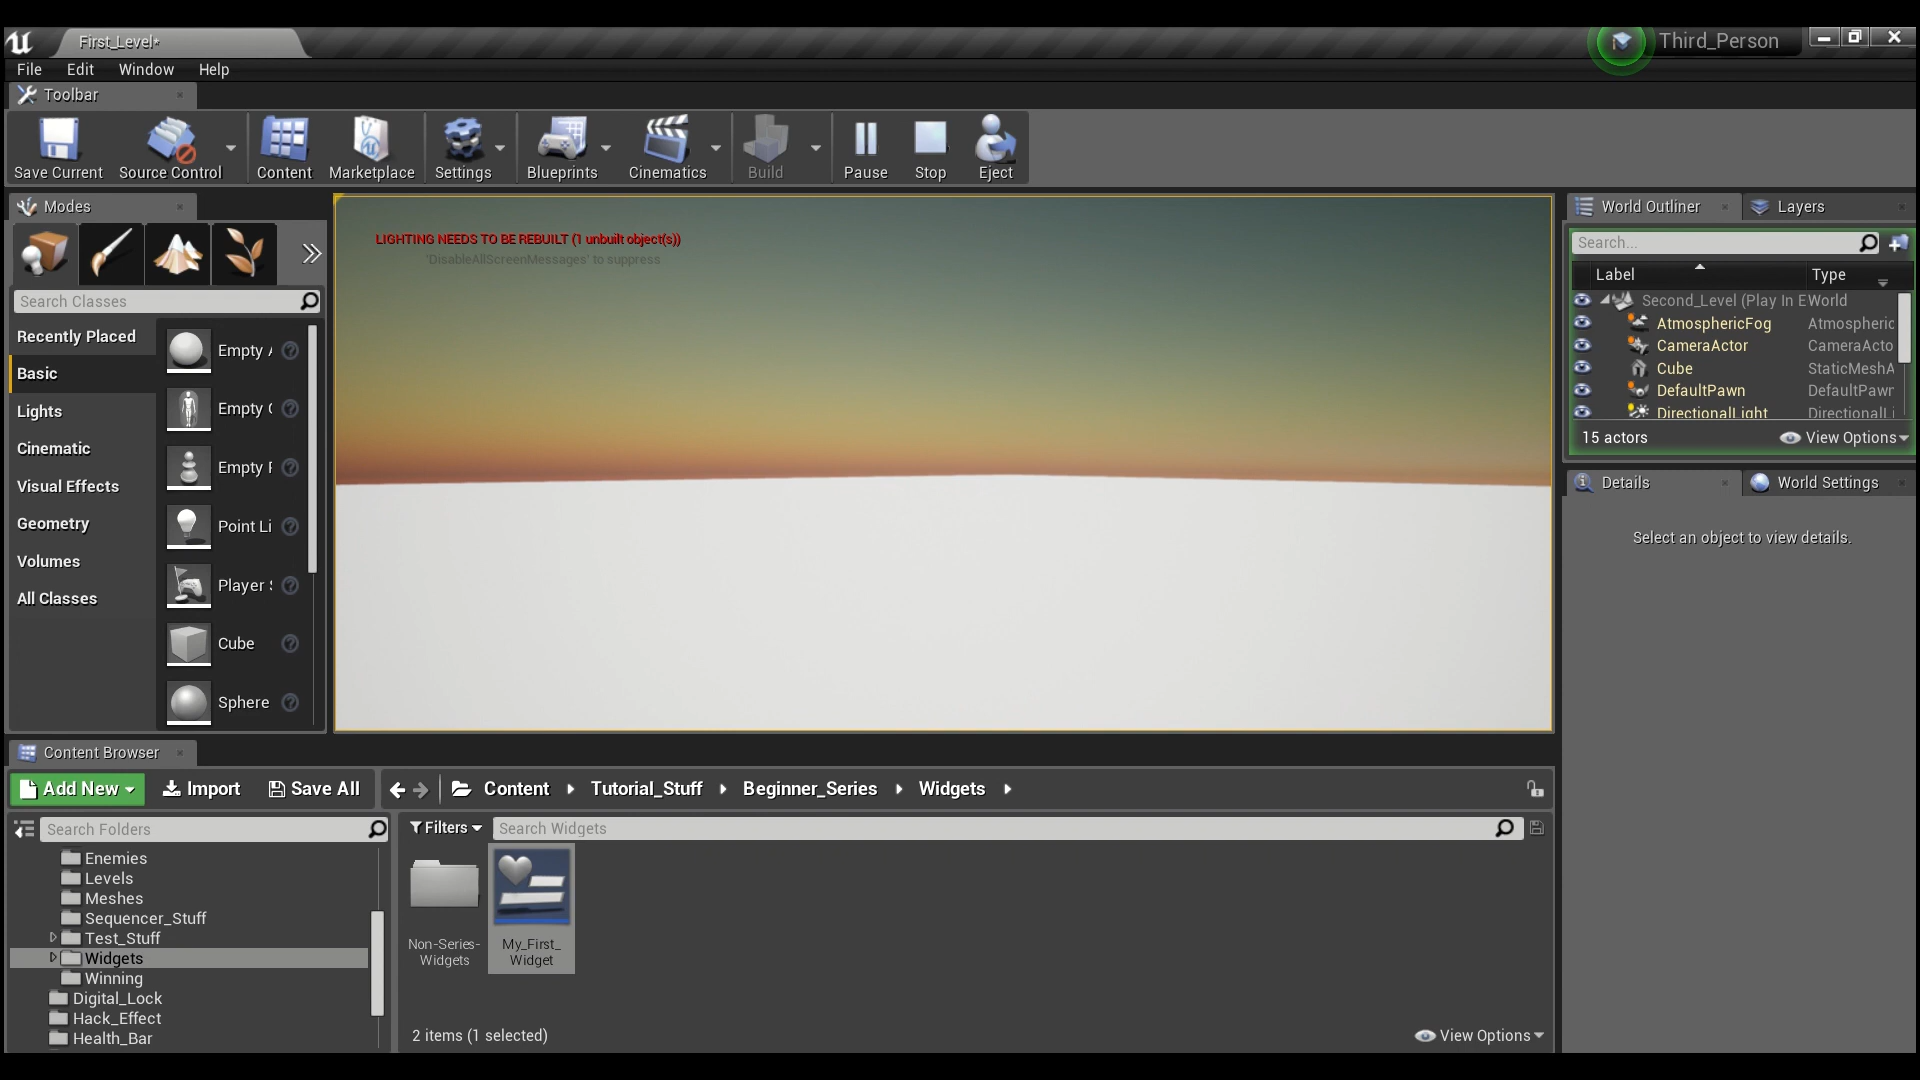 First_Level*
Third_Person
File Edit Window Help
Toolbar
Save Current Source Control Content Marketplace Settings Blueprints Cinematics Build Pause Stop Eject
Modes
Search Classes
Recently Placed
Basic
Lights
Cinematic
Visual Effects
Geometry
Volumes
All Classes
Empty A
Empty C
Empty P
Point Li
Player S
Cube
Sphere
LIGHTING NEEDS TO BE REBUILT (1 unbuilt object(s))
'DisableAllScreenMessages' to suppress
World Outliner Layers
Search...
Label Type
Second_Level (Play In E World
AtmosphericFog Atmospheric
CameraActor CameraActo
Cube StaticMeshA
DefaultPawn DefaultPawn
DirectionalLight DirectionalLi
15 actors View Options
Details World Settings
Select an object to view details.
Content Browser
Add New Import Save All Content Tutorial_Stuff Beginner_Series Widgets
Search Folders
Filters Search Widgets
Enemies
Levels
Meshes
Sequencer_Stuff
Test_Stuff
Widgets
Winning
Digital_Lock
Hack_Effect
Health_Bar
Non-Series-
Widgets
My_First_
Widget
2 items (1 selected) View Options